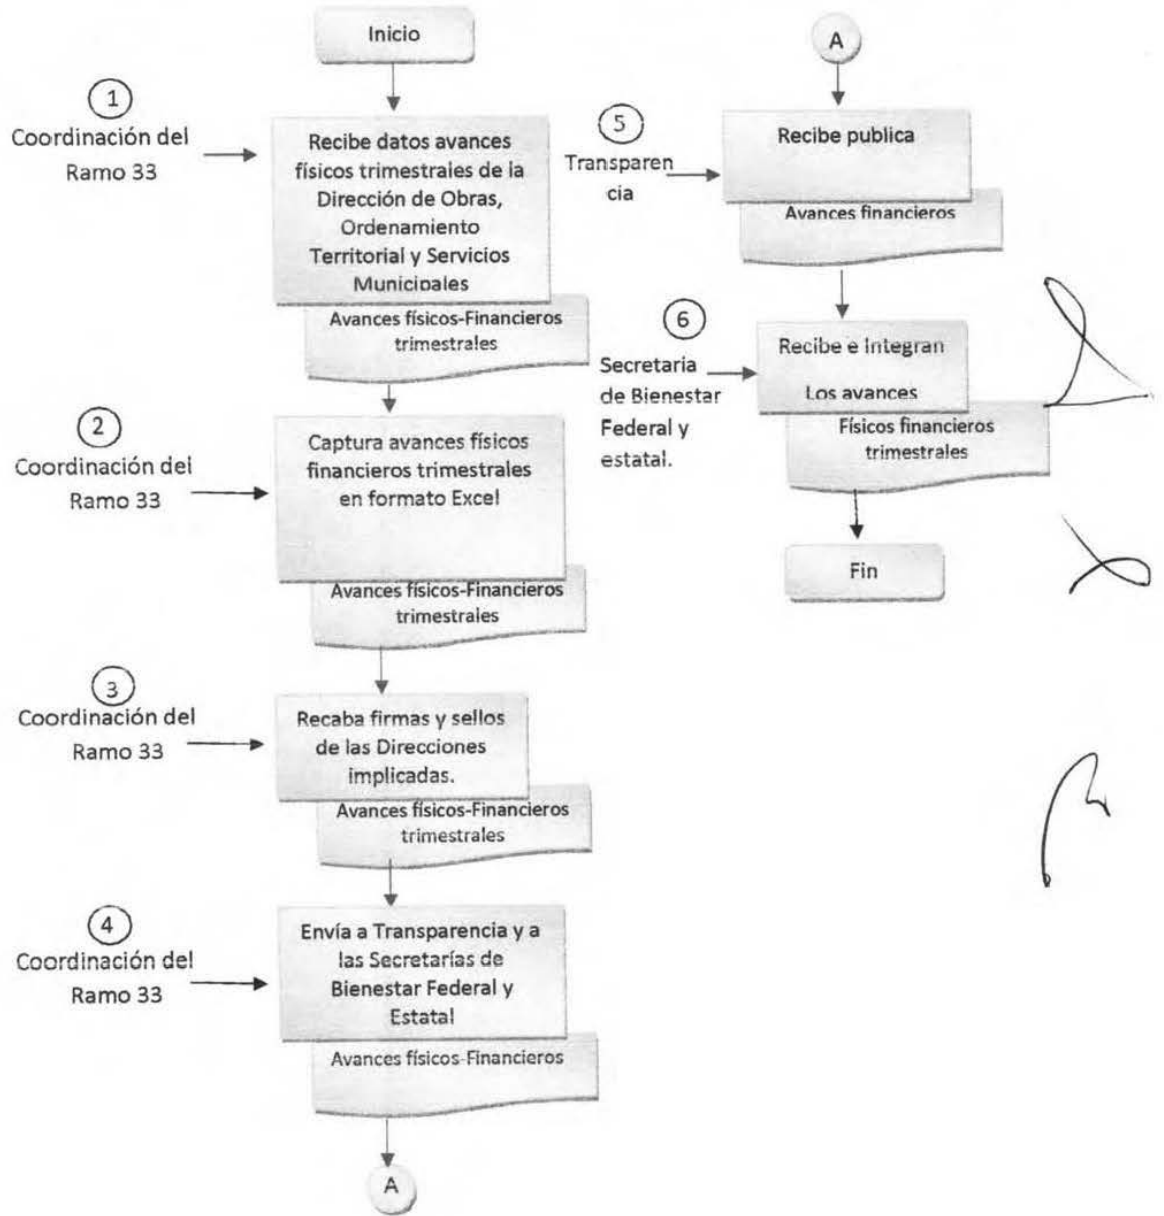 Inicio
1
Coordinación del
Ramo 33
Recibe datos avances
físicos trimestrales de la
Dirección de Obras,
Ordenamiento
Territorial y Servicios
Municipales
Avances físicos-Financieros
trimestrales
2
Coordinación del
Ramo 33
Captura avances físicos
financieros trimestrales
en formato Excel
Avances físicos-Financieros
trimestrales
3
Coordinación del
Ramo 33
Recaba firmas y sellos
de las Direcciones
implicadas.
Avances físicos-Financieros
trimestrales
4
Coordinación del
Ramo 33
Envía a Transparencia y a
las Secretarías de
Bienestar Federal y
Estatal
Avances físicos-Financieros
A
A
5
Transparen
cia
Recibe publica
Avances financieros
6
Secretaria
de Bienestar
Federal y
estatal.
Recibe e integran
Los avances
Físicos financieros
trimestrales
Fin